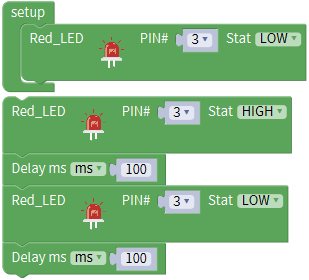 setup
Red_LED PIN# 3 Stat LOW
Red_LED PIN# 3 Stat HIGH
Delay ms ms 100
Red_LED PIN# 3 Stat LOW
Delay ms ms 100